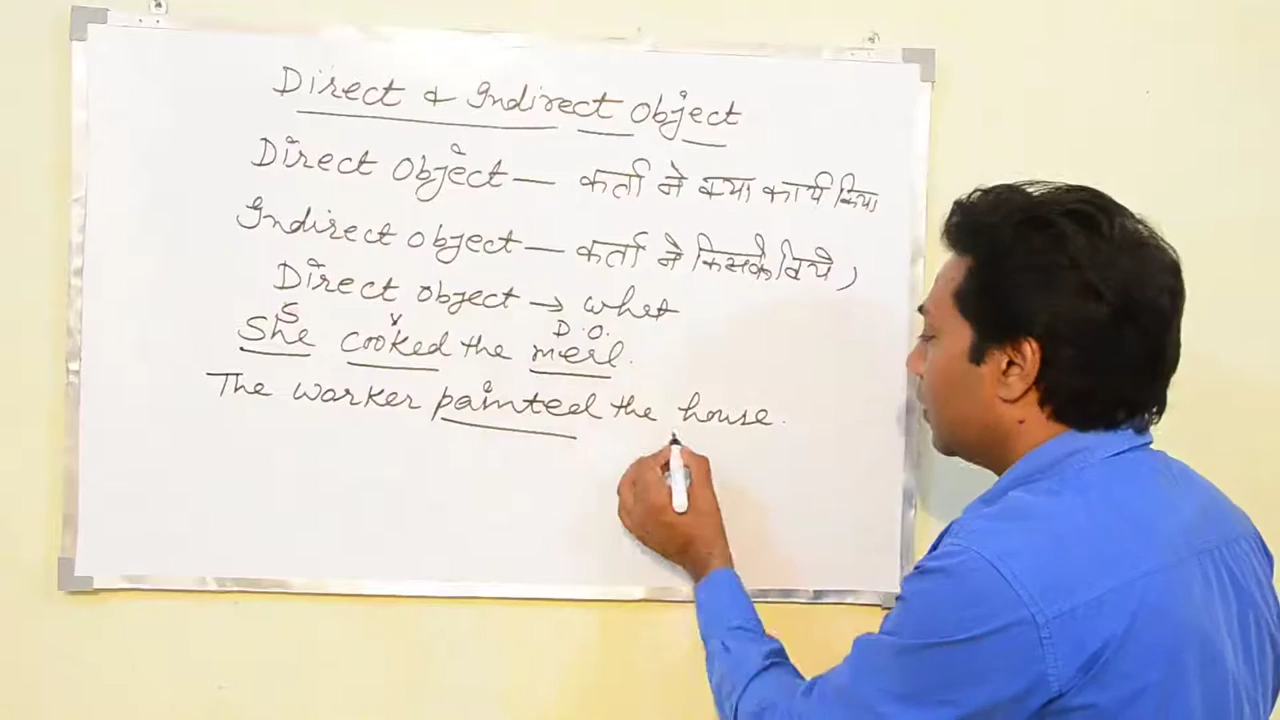 Direct & Indirect Object
Direct Object — कर्ता ने क्या कार्य किया
Indirect object — कर्ता ने किसके लिये)
Direct object → what
S V D.O.
She cooked the meal.
The worker painted the house.